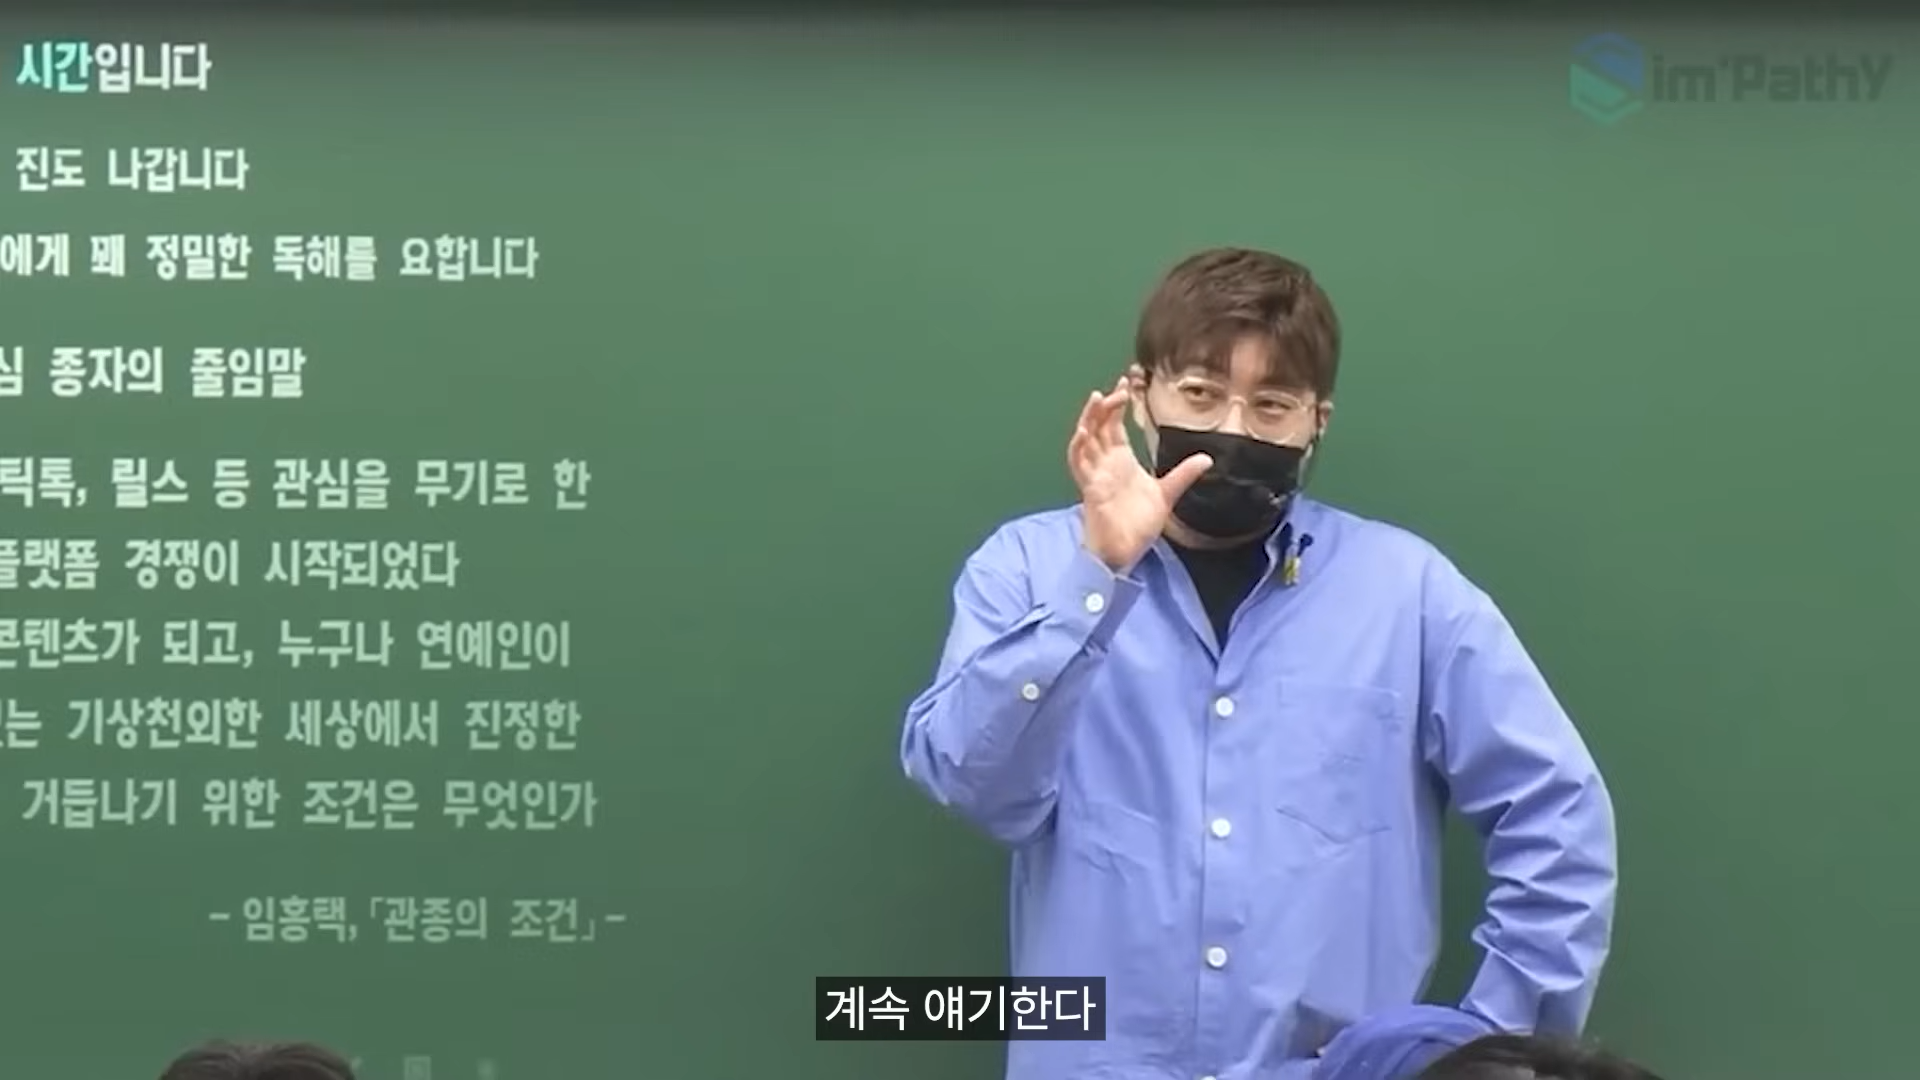 시간입니다
im'PathY
진도 나갑니다
에게 꽤 정밀한 독해를 요합니다
심 종자의 줄임말
틱톡, 릴스 등 관심을 무기로 한
플랫폼 경쟁이 시작되었다
콘텐츠가 되고, 누구나 연예인이
는 기상천외한 세상에서 진정한
거듭나기 위한 조건은 무엇인가
- 임홍택, 「관종의 조건」 -
계속 얘기한다